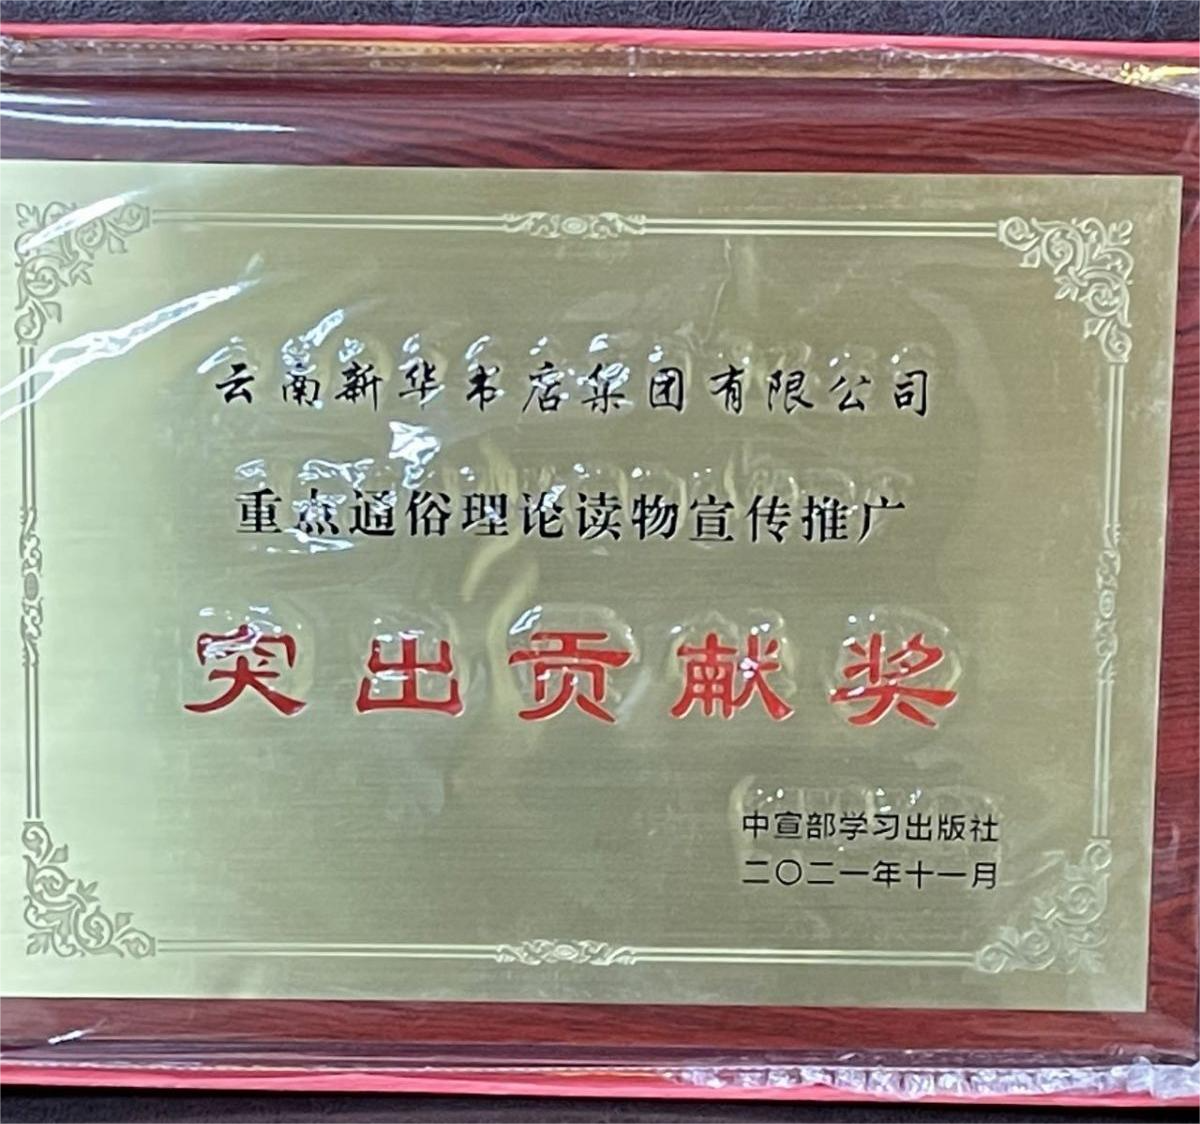 云南新华书店集团有限公司
重点通俗理论读物宣传推广
突出贡献奖
中宣部学习出版社
二〇二一年十一月